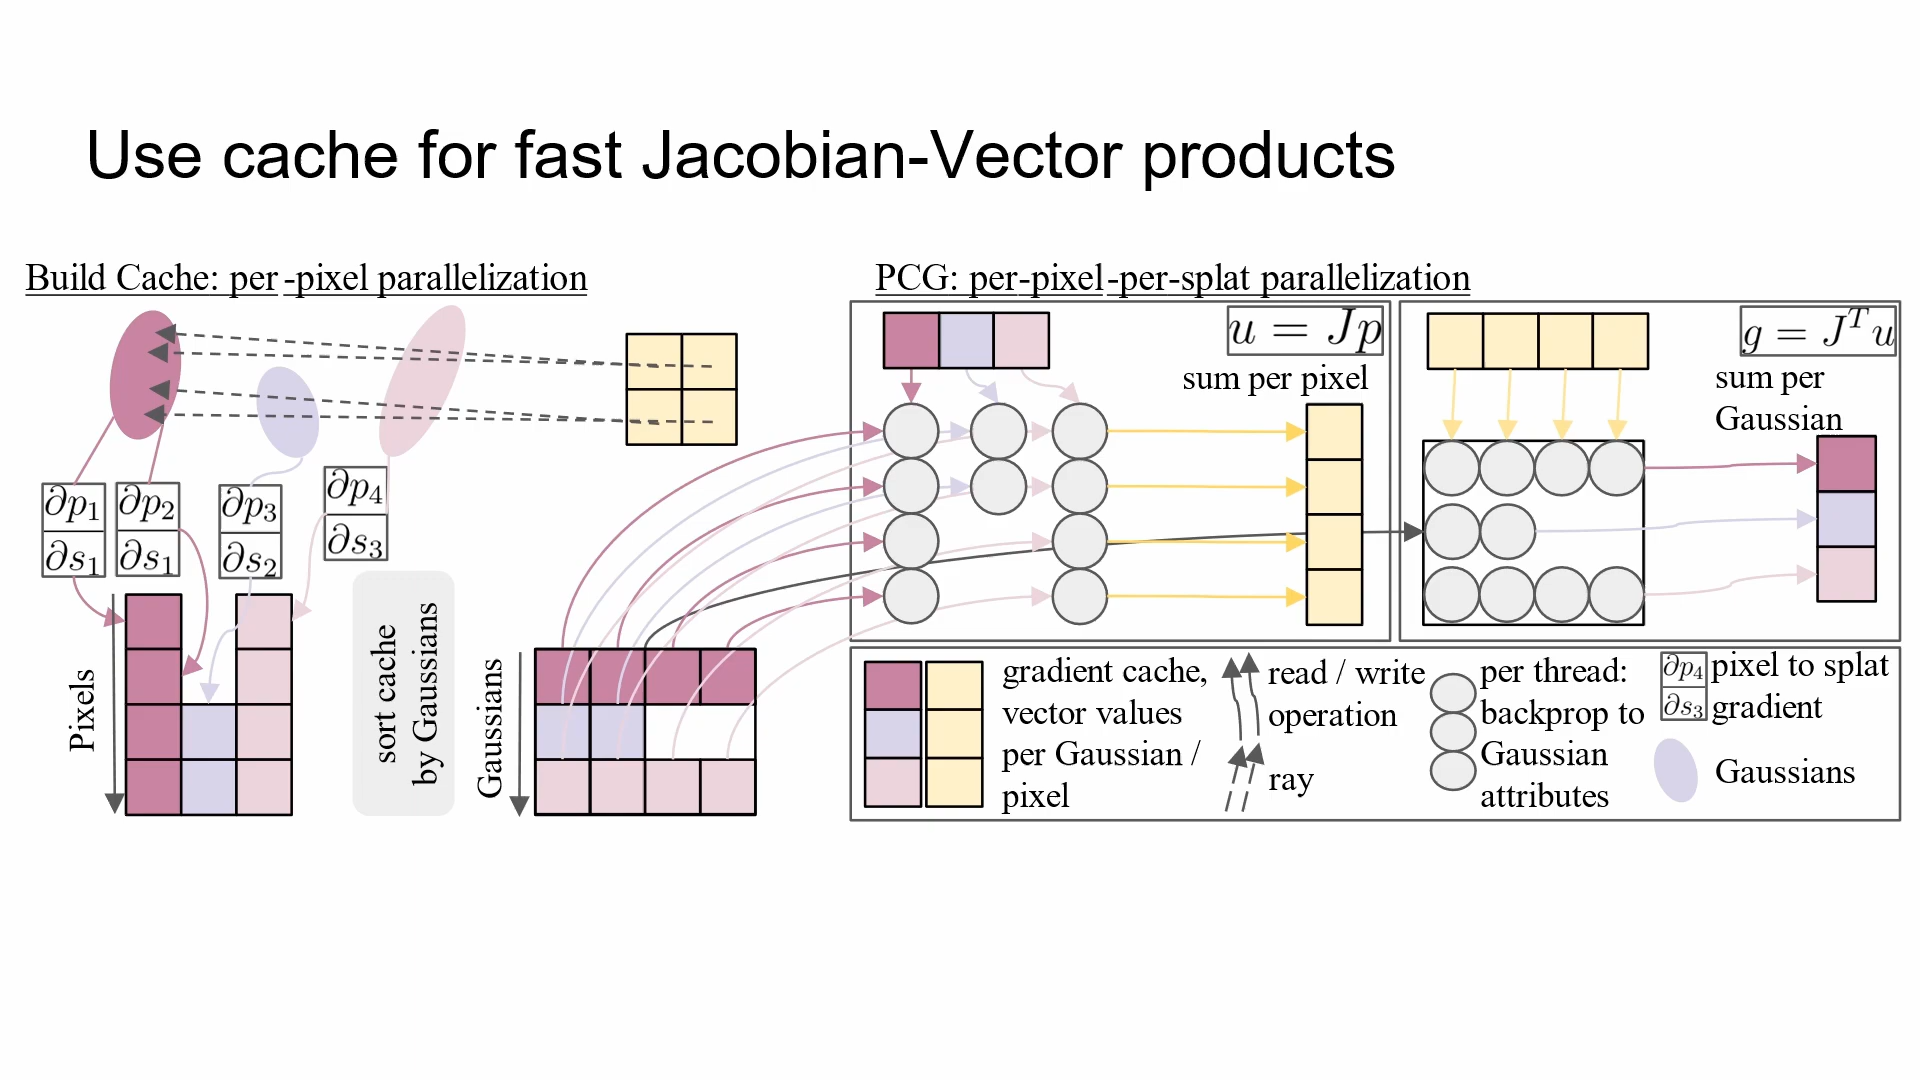 Use cache for fast Jacobian-Vector products
Build Cache: per-pixel parallelization
∂p₁
∂s₁
∂p₂
∂s₁
∂p₃
∂s₂
∂p₄
∂s₃
Pixels
sort cache
by Gaussians
Gaussians
PCG: per-pixel-per-splat parallelization
u = Jp
sum per pixel
g = Jᵀu
sum per
Gaussian
gradient cache,
vector values
per Gaussian /
pixel
read / write
operation
ray
per thread:
backprop to
Gaussian
attributes
∂p₄
∂s₃
pixel to splat
gradient
Gaussians